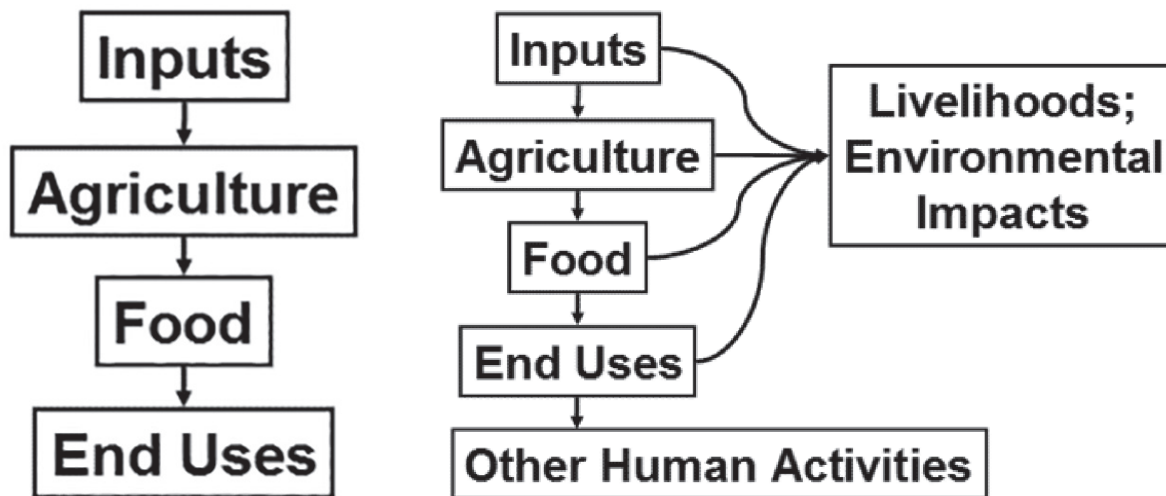 Inputs
Agriculture
Food
End Uses
Inputs
Agriculture
Food
End Uses
Other Human Activities
Livelihoods;
Environmental
Impacts